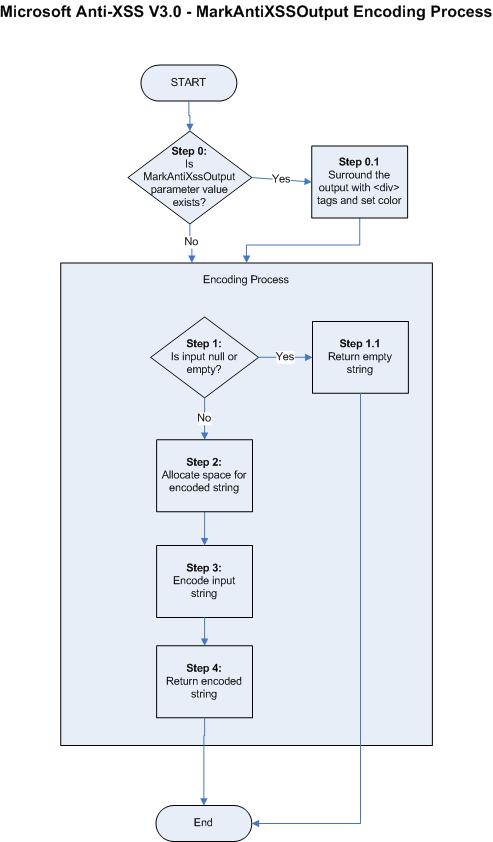 Microsoft Anti-XSS V3.0 - MarkAntiXSSOutput Encoding Process
START
Step 0:
Is
MarkAntiXssOutput
parameter value
exists?
Yes
Step 0.1
Surround the
output with <div>
tags and set color
No
Encoding Process
Step 1:
Is input null or
empty?
Yes
Step 1.1
Return empty
string
No
Step 2:
Allocate space for
encoded string
Step 3:
Encode input
string
Step 4:
Return encoded
string
End